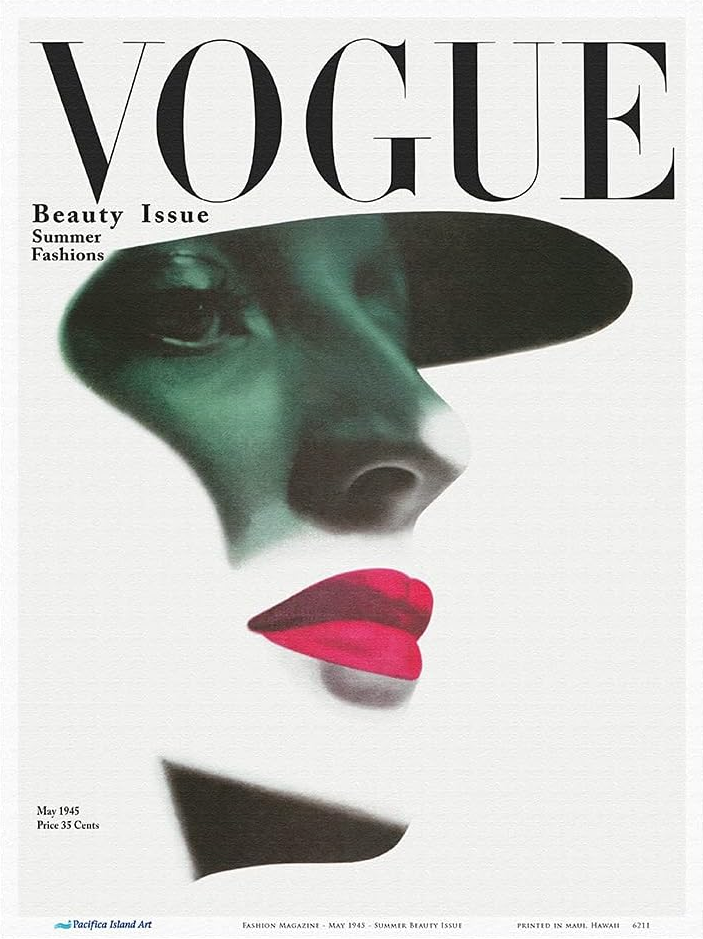 VOGUE
Beauty Issue
Summer
Fashions
May 1945
Price 35 Cents
Pacifica Island Art
Fashion Magazine - May 1945 - Summer Beauty Issue
printed in Maui, Hawaii 6211